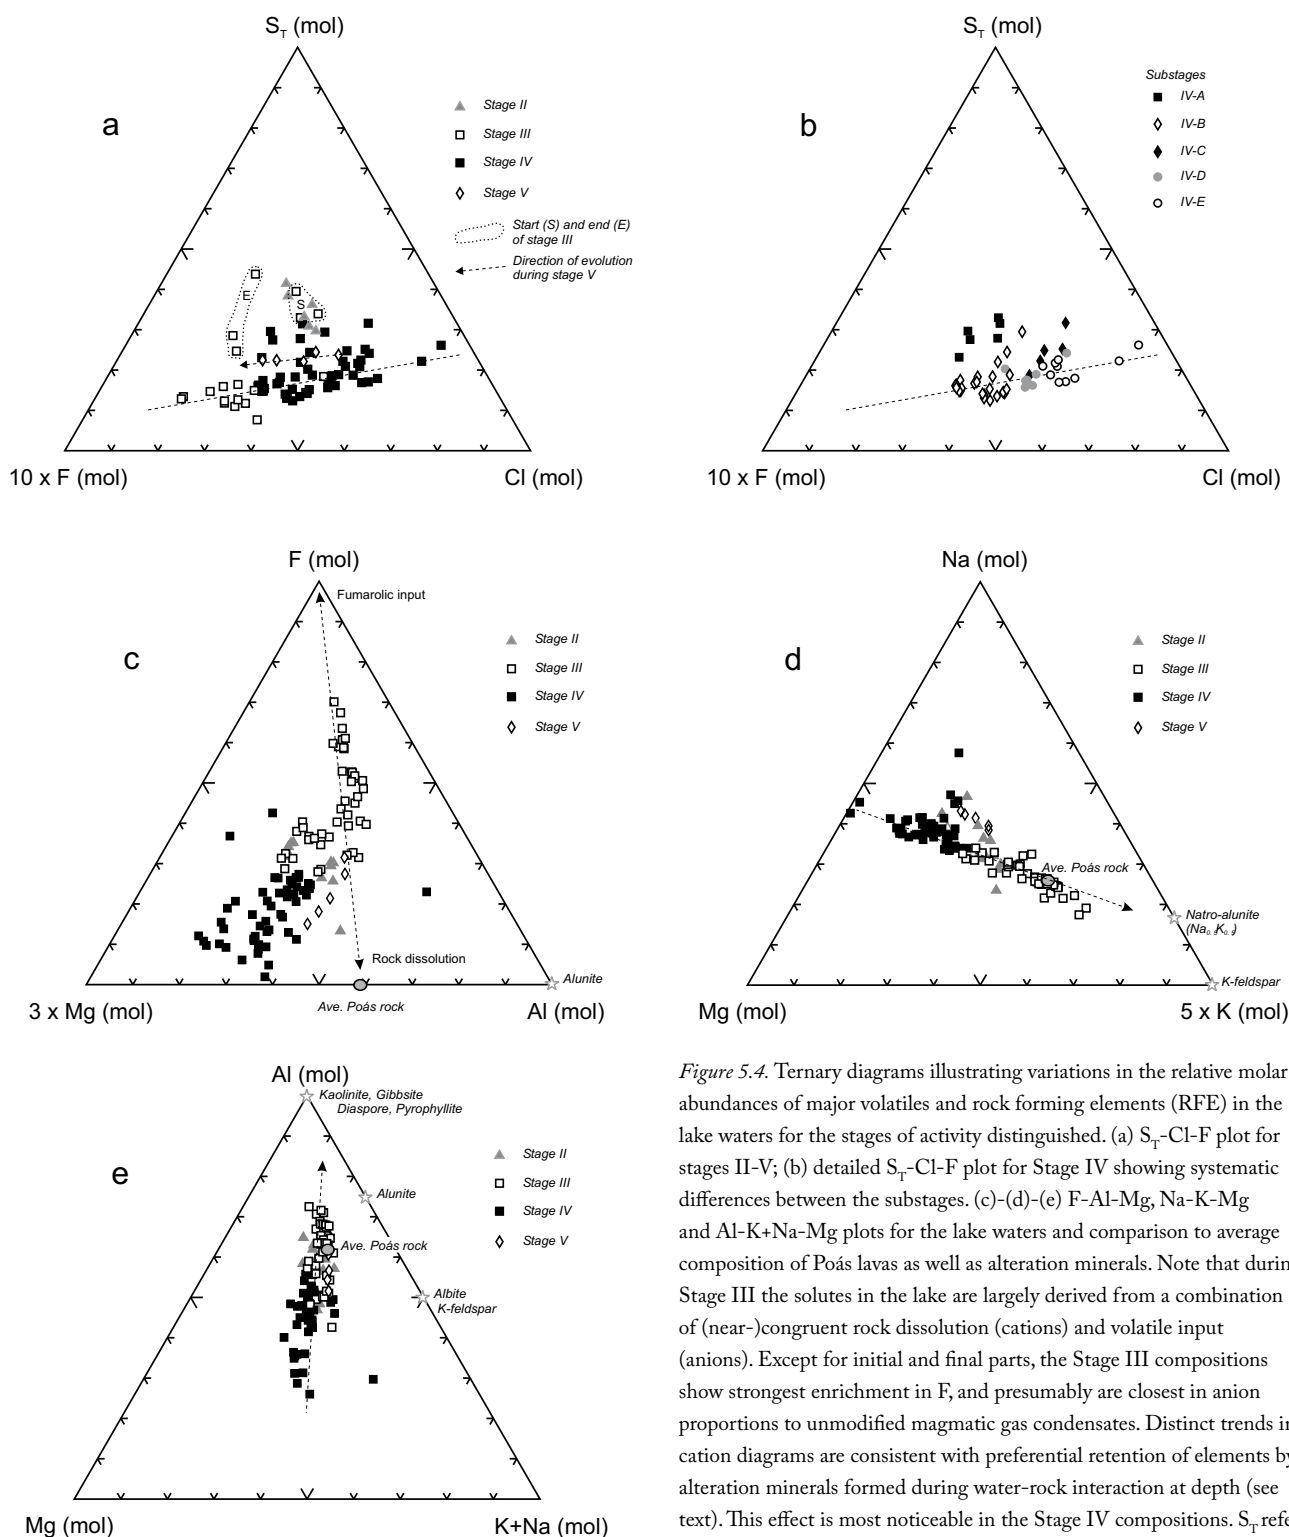 S_T (mol)
a
Stage II
Stage III
Stage IV
Stage V
Start (S) and end (E)
of stage III
Direction of evolution
during stage V
E
S
10 x F (mol)
Cl (mol)
S_T (mol)
b
Substages
IV-A
IV-B
IV-C
IV-D
IV-E
10 x F (mol)
Cl (mol)
F (mol)
Fumarolic input
c
Stage II
Stage III
Stage IV
Stage V
Rock dissolution
Alunite
3 x Mg (mol)
Ave. Poás rock
Al (mol)
Na (mol)
d
Stage II
Stage III
Stage IV
Stage V
Ave. Poás rock
Natro-alunite
K-feldspar
Mg (mol)
5 x K (mol)
Al (mol)
Kaolinite, Gibbsite
Diaspore, Pyrophyllite
e
Stage II
Stage III
Stage IV
Stage V
Alunite
Ave. Poás rock
Albite
K-feldspar
Mg (mol)
K+Na (mol)
Figure 5.4. Ternary diagrams illustrating variations in the relative molar
abundances of major volatiles and rock forming elements (RFE) in the
lake waters for the stages of activity distinguished. (a) S_T-Cl-F plot for
stages II-V; (b) detailed S_T-Cl-F plot for Stage IV showing systematic
differences between the substages. (c)-(d)-(e) F-Al-Mg, Na-K-Mg
and Al-K+Na-Mg plots for the lake waters and comparison to average
composition of Poás lavas as well as alteration minerals. Note that durin
Stage III the solutes in the lake are largely derived from a combination
of (near-)congruent rock dissolution (cations) and volatile input
(anions). Except for initial and final parts, the Stage III compositions
show strongest enrichment in F, and presumably are closest in anion
proportions to unmodified magmatic gas condensates. Distinct trends in
cation diagrams are consistent with preferential retention of elements by
alteration minerals formed during water-rock interaction at depth (see
text). This effect is most noticeable in the Stage IV compositions. S_T refe